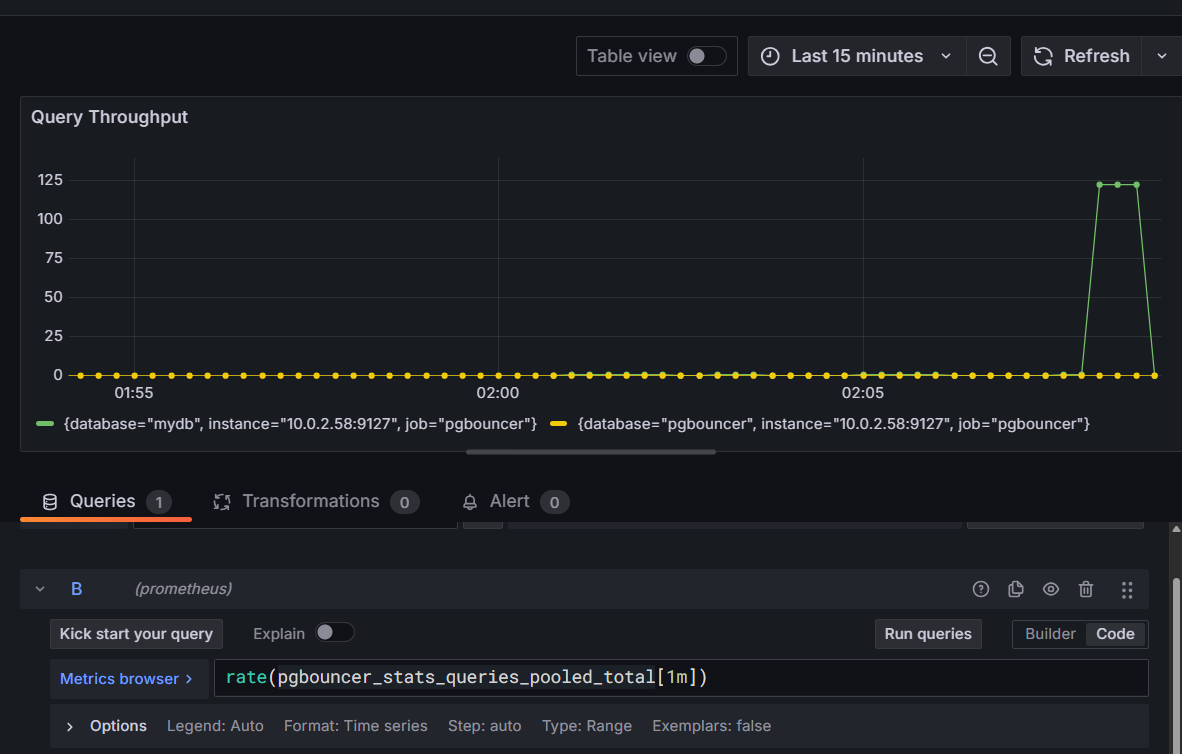 Table view Last 15 minutes Refresh
Query Throughput
125
100
75
50
25
0
01:55 02:00 02:05
{database="mydb", instance="10.0.2.58:9127", job="pgbouncer"} {database="pgbouncer", instance="10.0.2.58:9127", job="pgbouncer"}
Queries 1 Transformations 0 Alert 0
B (prometheus)
Kick start your query Explain Run queries Builder Code
Metrics browser > rate(pgbouncer_stats_queries_pooled_total[1m])
> Options Legend: Auto Format: Time series Step: auto Type: Range Exemplars: false